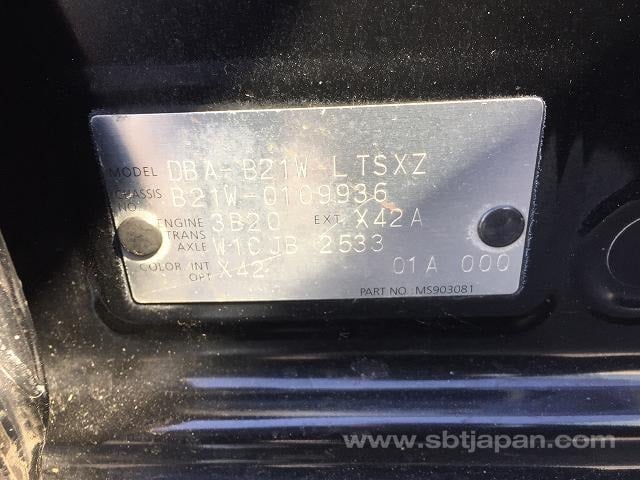 MODEL DBA-B21W-LTSXZ
CHASSIS NO. B21W-0109936
ENGINE 3B20 EXT. X42A
TRANS AXLE W1CJB 2533
COLOR. INT OPT X42 01A 000
PART NO.:MS903081
www.sbtjapan.com